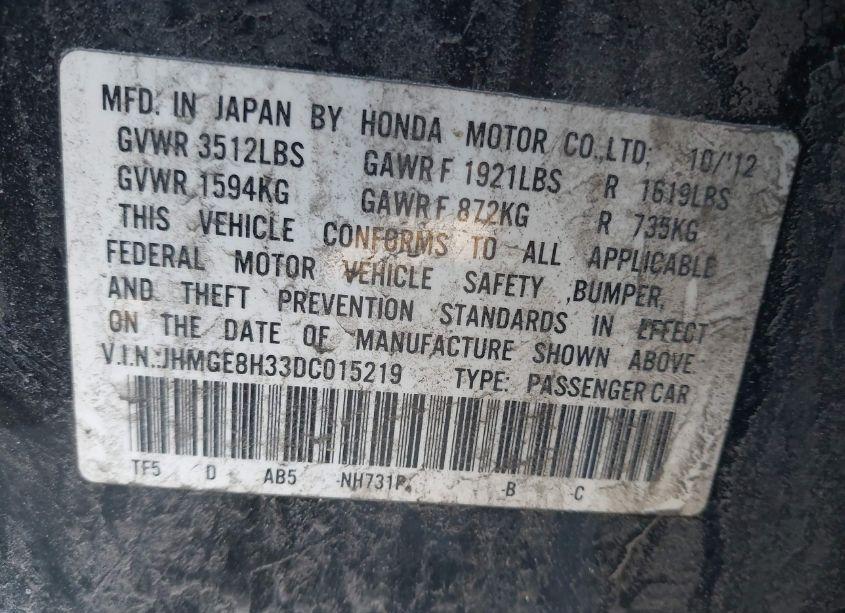 MFD. IN JAPAN BY HONDA MOTOR CO.,LTD; 10/'12
GVWR 3512LBS GAWR F 1921LBS R 1619LBS
GVWR 1594KG GAWR F 872KG R 735KG
THIS VEHICLE CONFORMS TO ALL APPLICABLE
FEDERAL MOTOR VEHICLE SAFETY ,BUMPER,
AND THEFT PREVENTION STANDARDS IN EFFECT
ON THE DATE OF MANUFACTURE SHOWN ABOVE.
V.I.N.:JHMGE8H33DC015219 TYPE: PASSENGER CAR
TF5 D AB5 -NH731P -B -C